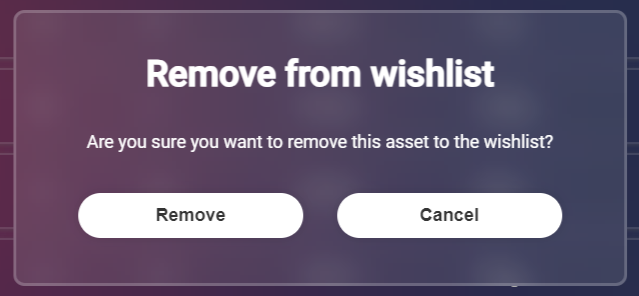 Remove from wishlist
Are you sure you want to remove this asset to the wishlist?
Remove Cancel